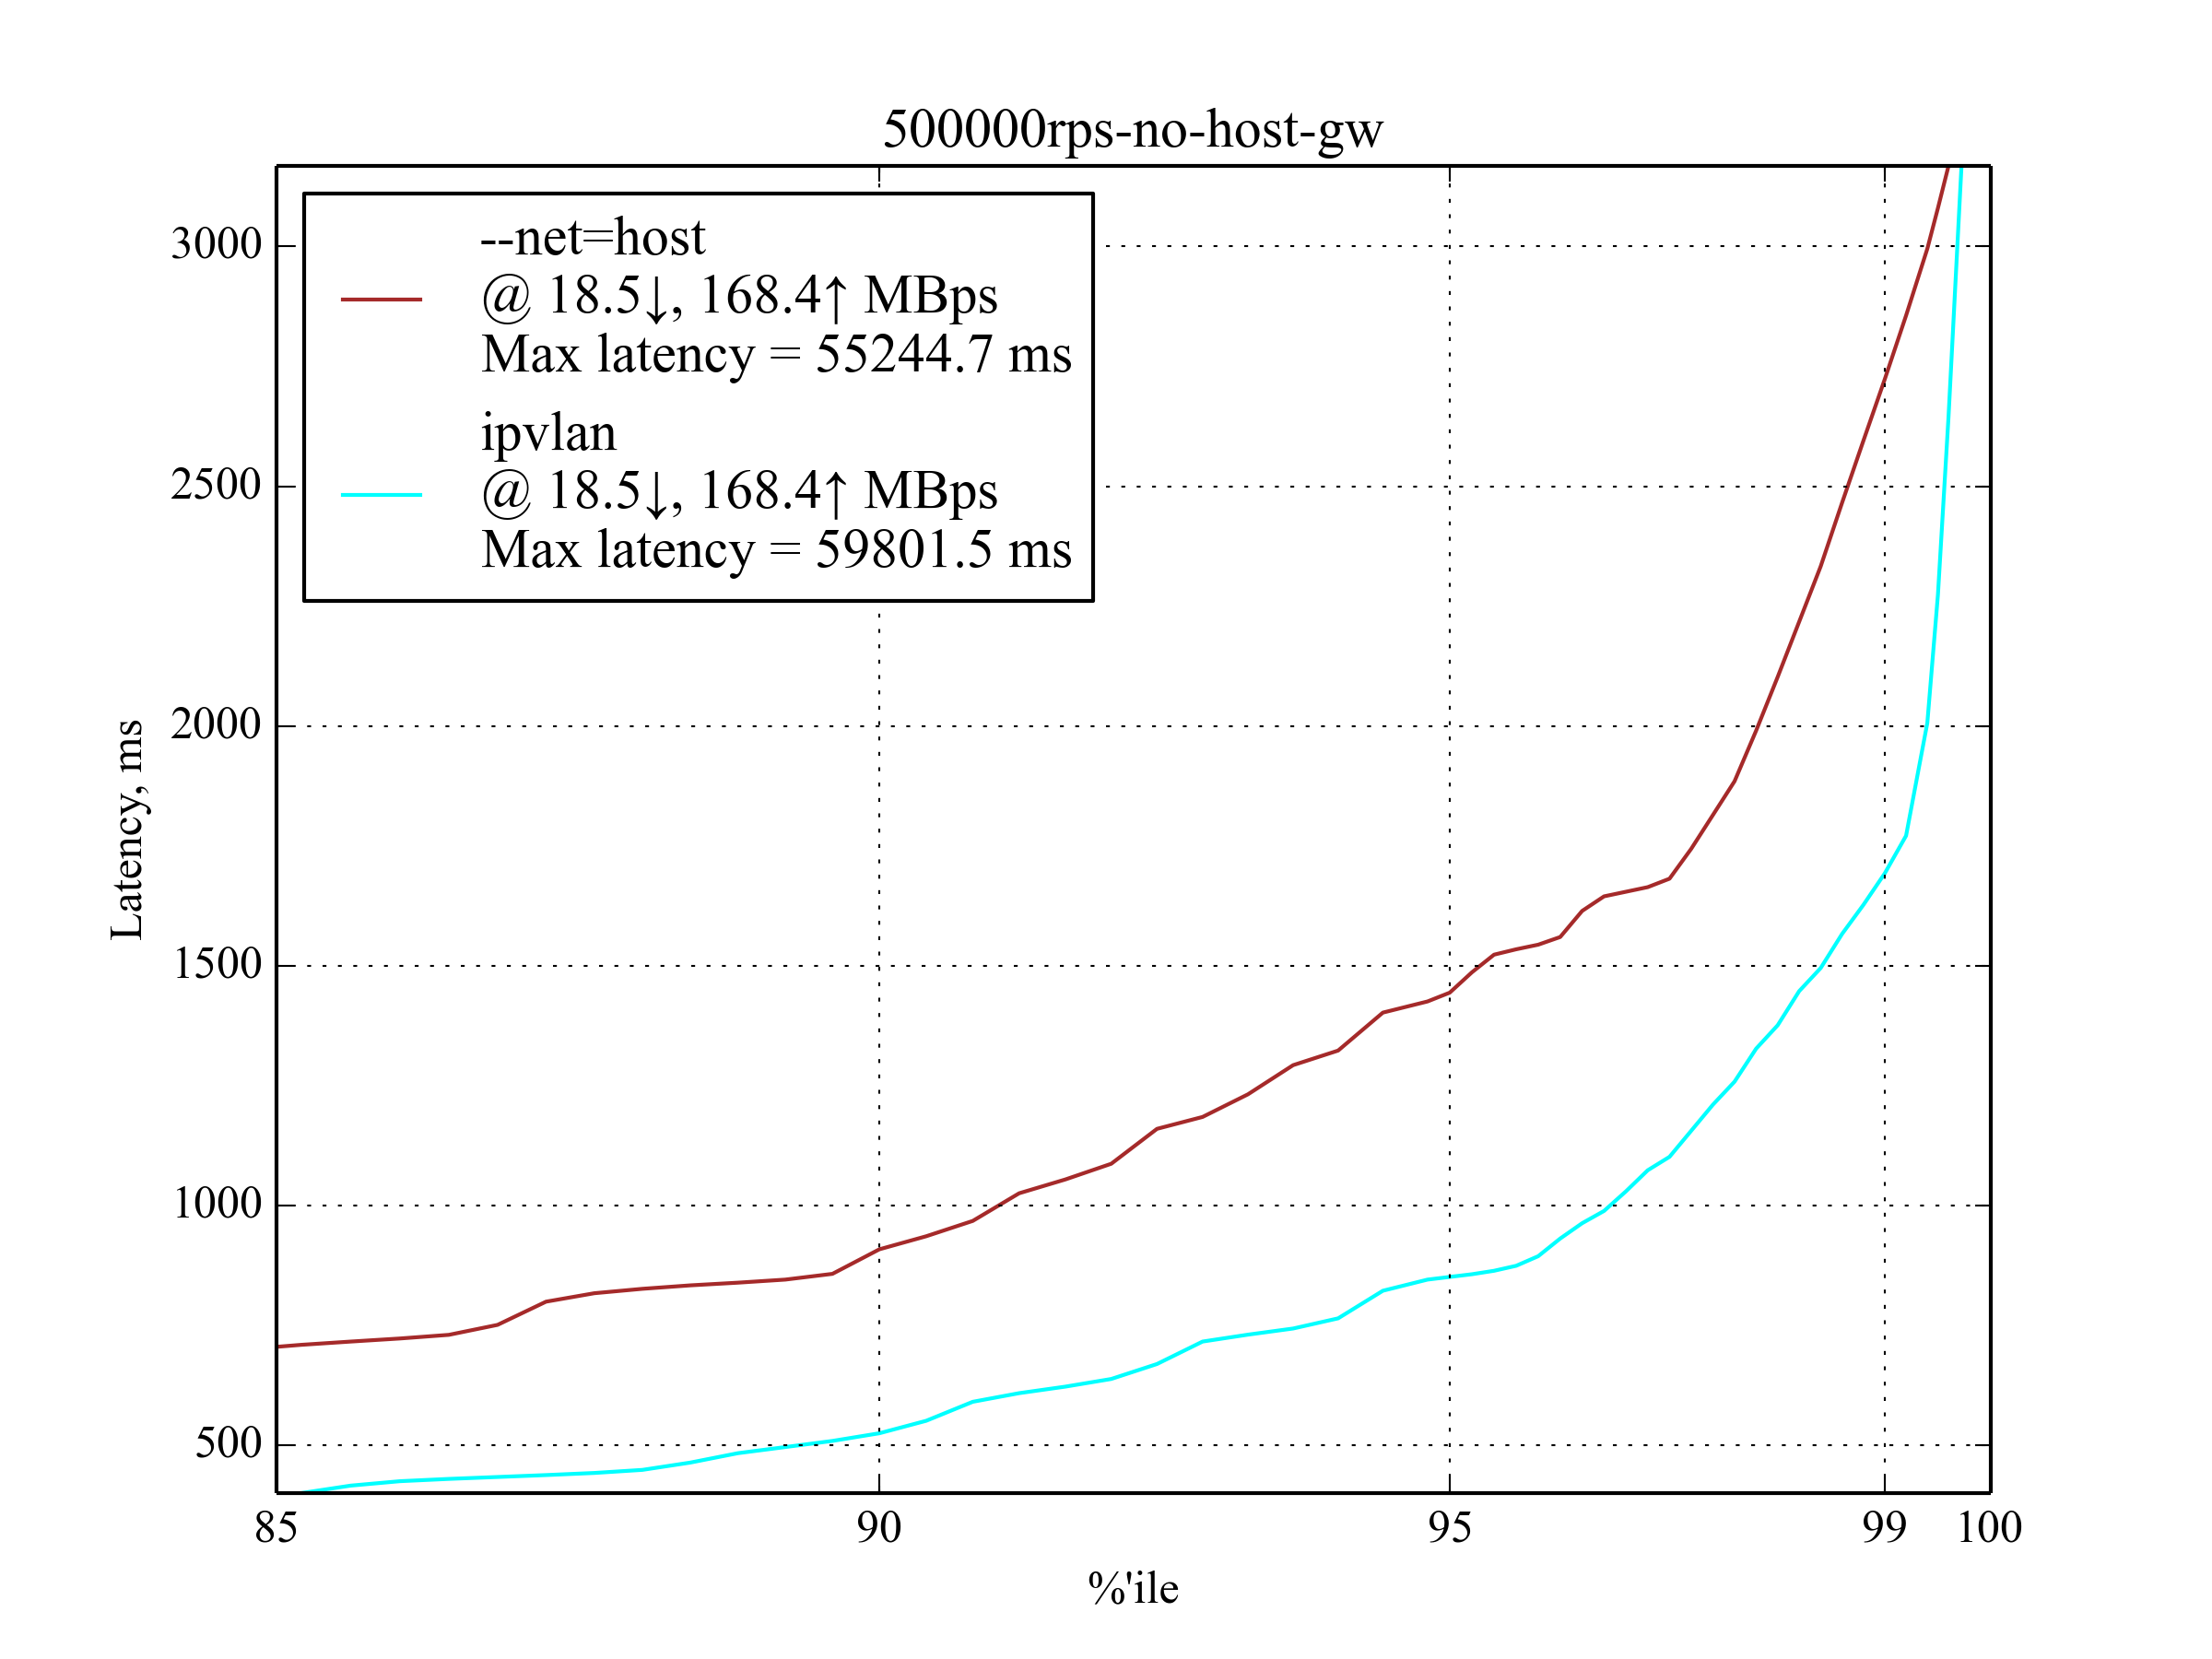 500000rps-no-host-gw
--net=host
@ 18.5↓, 168.4↑ MBps
Max latency = 55244.7 ms
ipvlan
@ 18.5↓, 168.4↑ MBps
Max latency = 59801.5 ms
3000
2500
2000
1500
1000
500
Latency, ms
85
90
95
99
100
%'ile